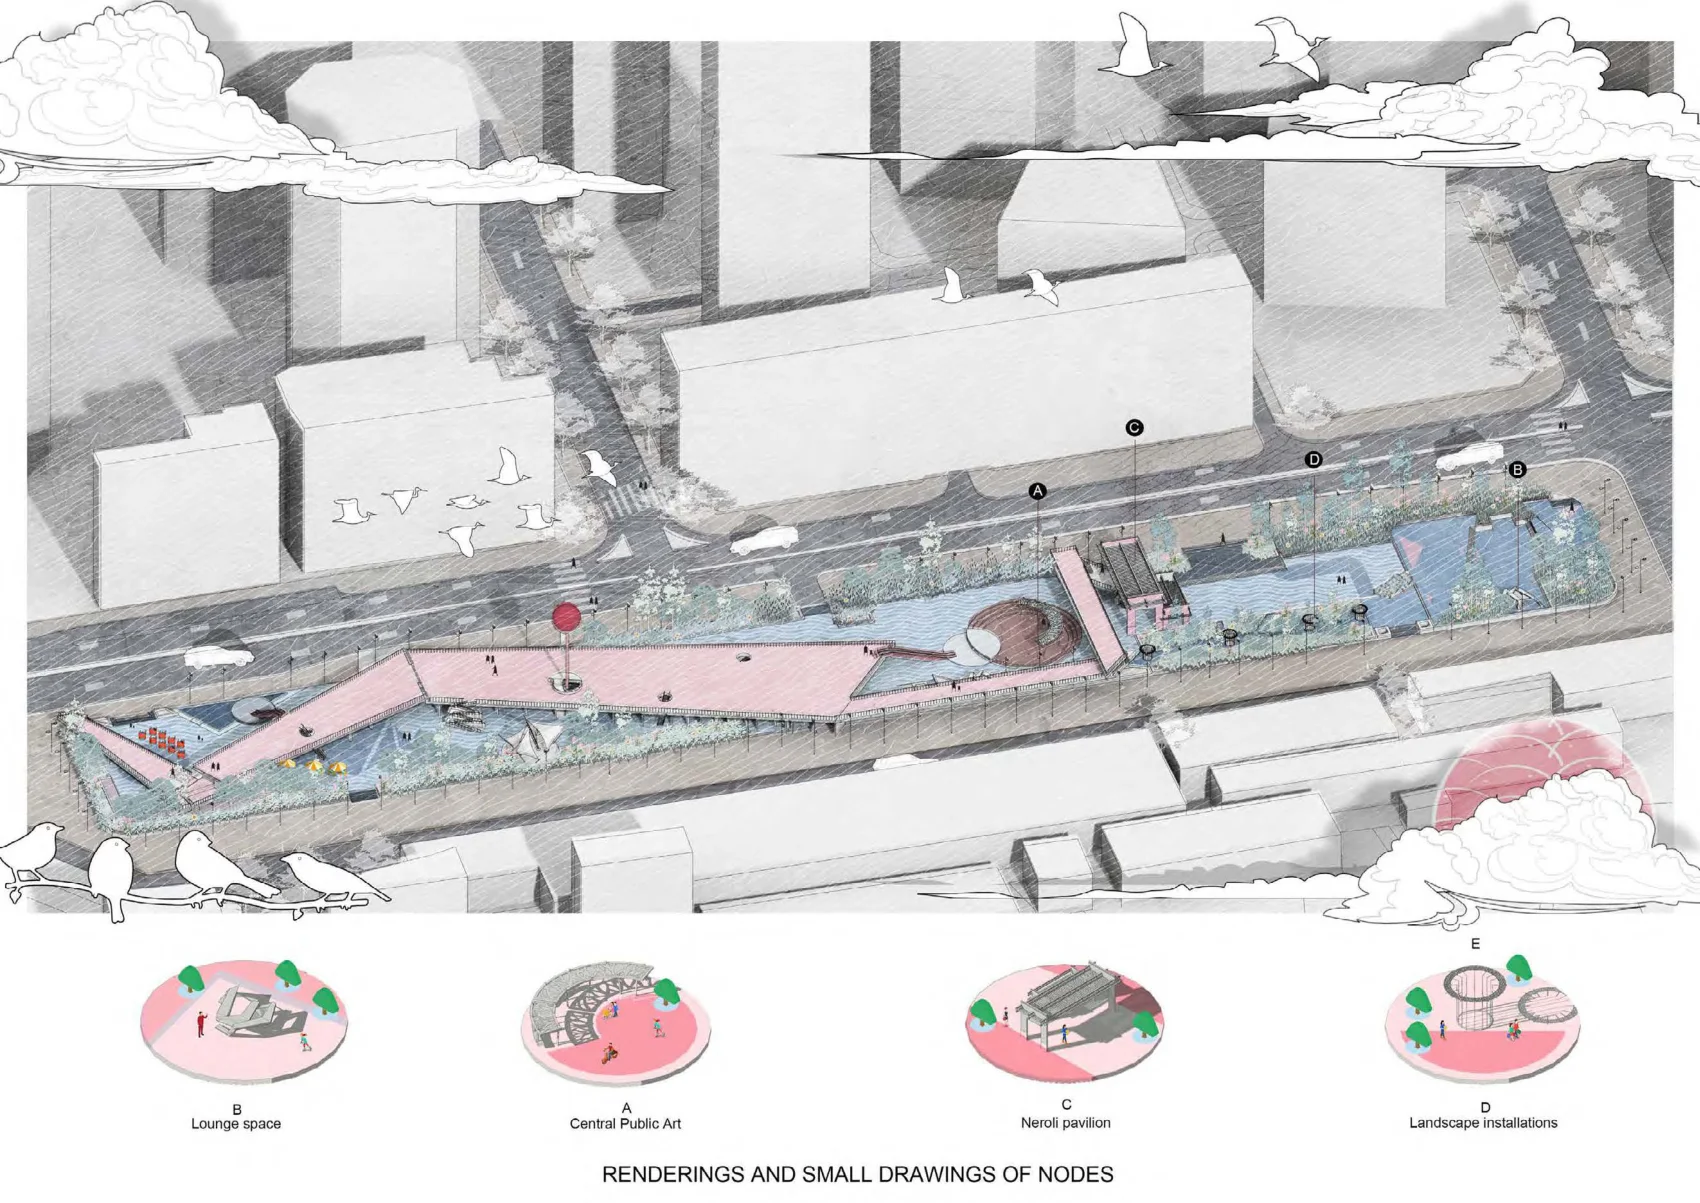 C
D
B
A
E
B
Lounge space
A
Central Public Art
C
Neroli pavilion
D
Landscape installations
RENDERINGS AND SMALL DRAWINGS OF NODES